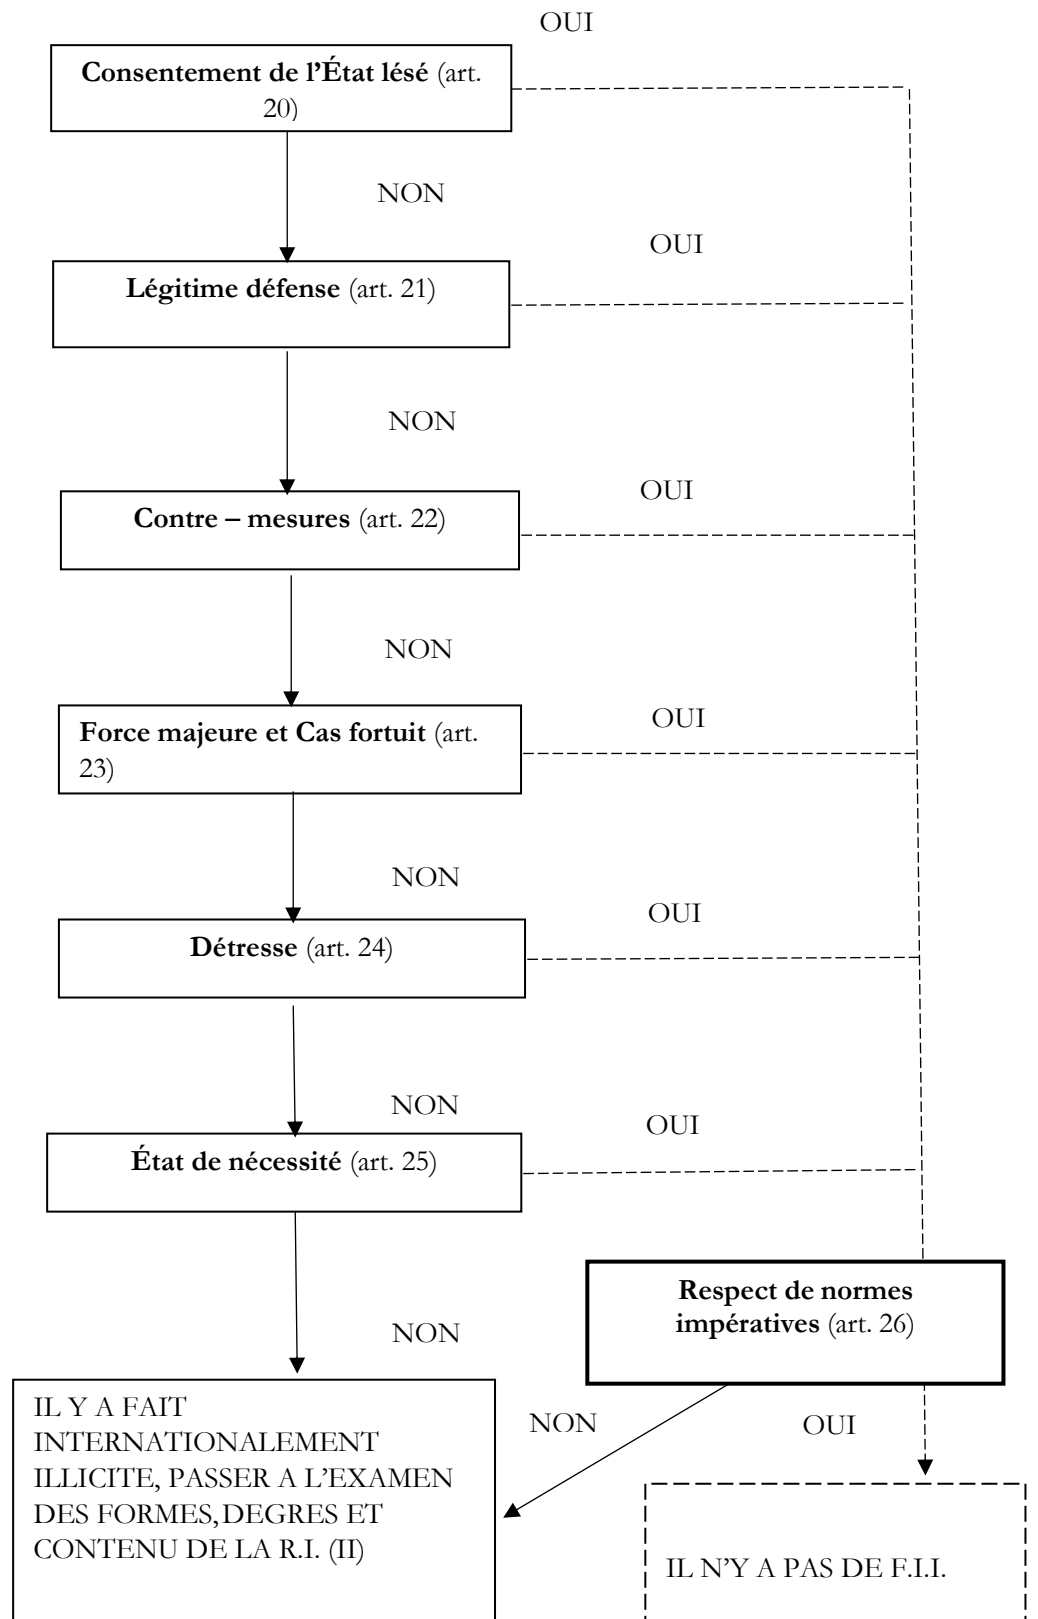 OUI
Consentement de l’État lésé (art.
20)
NON
OUI
Légitime défense (art. 21)
NON
OUI
Contre – mesures (art. 22)
NON
OUI
Force majeure et Cas fortuit (art.
23)
NON
OUI
Détresse (art. 24)
NON
OUI
État de nécessité (art. 25)
Respect de normes
impératives (art. 26)
NON
IL Y A FAIT
INTERNATIONALEMENT
ILLICITE, PASSER A L’EXAMEN
DES FORMES, DEGRES ET
CONTENU DE LA R.I. (II)
NON
OUI
IL N’Y A PAS DE F.I.I.